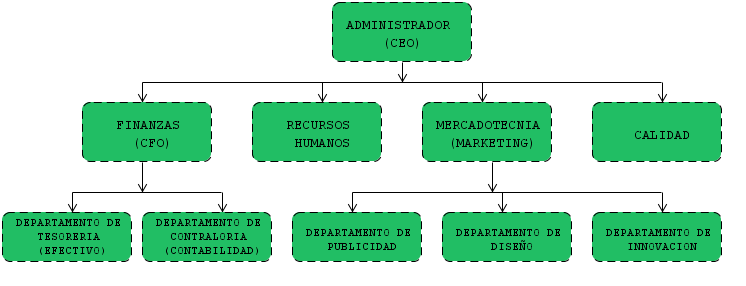 ADMINISTRADOR
(CEO)
FINANZAS
(CFO)
RECURSOS
HUMANOS
MERCADOTECNIA
(MARKETING)
CALIDAD
DEPARTAMENTO DE
TESORERIA
(EFECTIVO)
DEPARTAMENTO DE
CONTRALORIA
(CONTABILIDAD)
DEPARTAMENTO DE
PUBLICIDAD
DEPARTAMENTO DE
DISEÑO
DEPARTAMENTO DE
INNOVACION